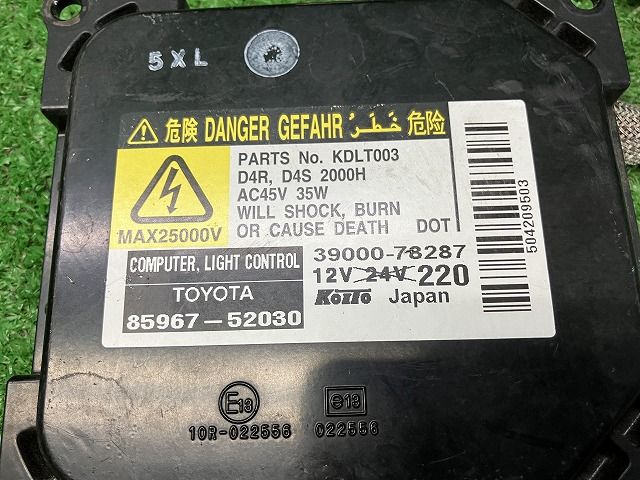 5XL
危険 DANGER GEFAHR خَطَرْ 危险
PARTS No. KDLT003
D4R, D4S 2000H
AC45V 35W
WILL SHOCK, BURN
OR CAUSE DEATH DOT
MAX25000V
COMPUTER, LIGHT CONTROL
TOYOTA
85967-52030
39000-78287
12V 24V 220
Koito Japan
504209503
E13
10R-022556
e13
022556